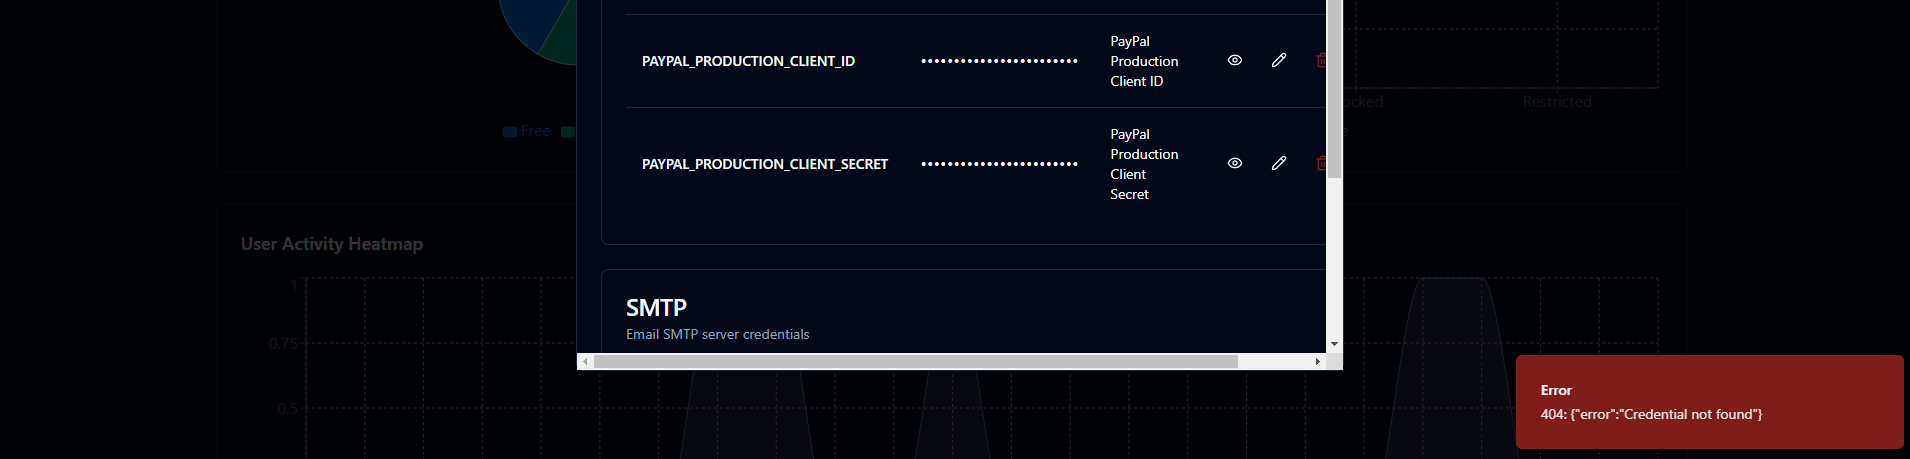 PAYPAL_PRODUCTION_CLIENT_ID
••••••••••••••••••••••••
PayPal
Production
Client ID
ocked
Restricted
Free
e
PAYPAL_PRODUCTION_CLIENT_SECRET
••••••••••••••••••••••••
PayPal
Production
Client
Secret
User Activity Heatmap
1
0.75
0.5
SMTP
Email SMTP server credentials
Error
404: {"error":"Credential not found"}